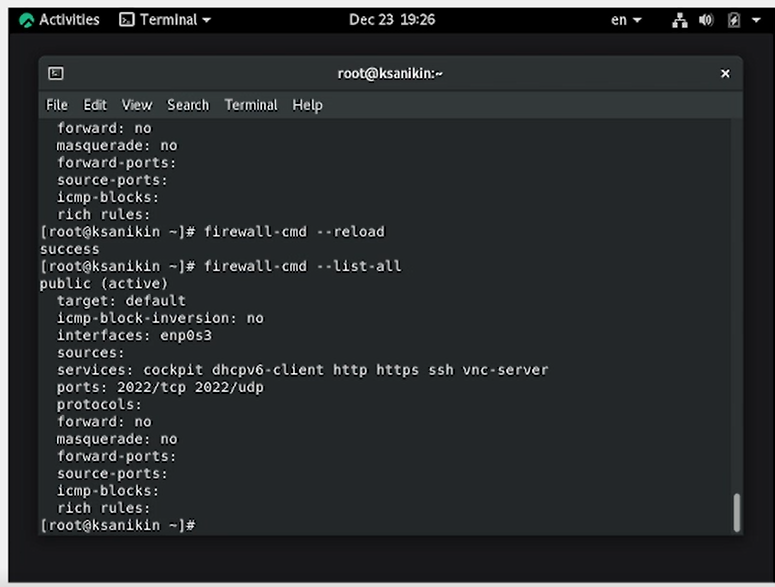 Activities Terminal Dec 23 19:26 en
root@ksanikin:~
File Edit View Search Terminal Help
forward: no
masquerade: no
forward-ports:
source-ports:
icmp-blocks:
rich rules:
[root@ksanikin ~]# firewall-cmd --reload
success
[root@ksanikin ~]# firewall-cmd --list-all
public (active)
target: default
icmp-block-inversion: no
interfaces: enp0s3
sources:
services: cockpit dhcpv6-client http https ssh vnc-server
ports: 2022/tcp 2022/udp
protocols:
forward: no
masquerade: no
forward-ports:
source-ports:
icmp-blocks:
rich rules:
[root@ksanikin ~]#